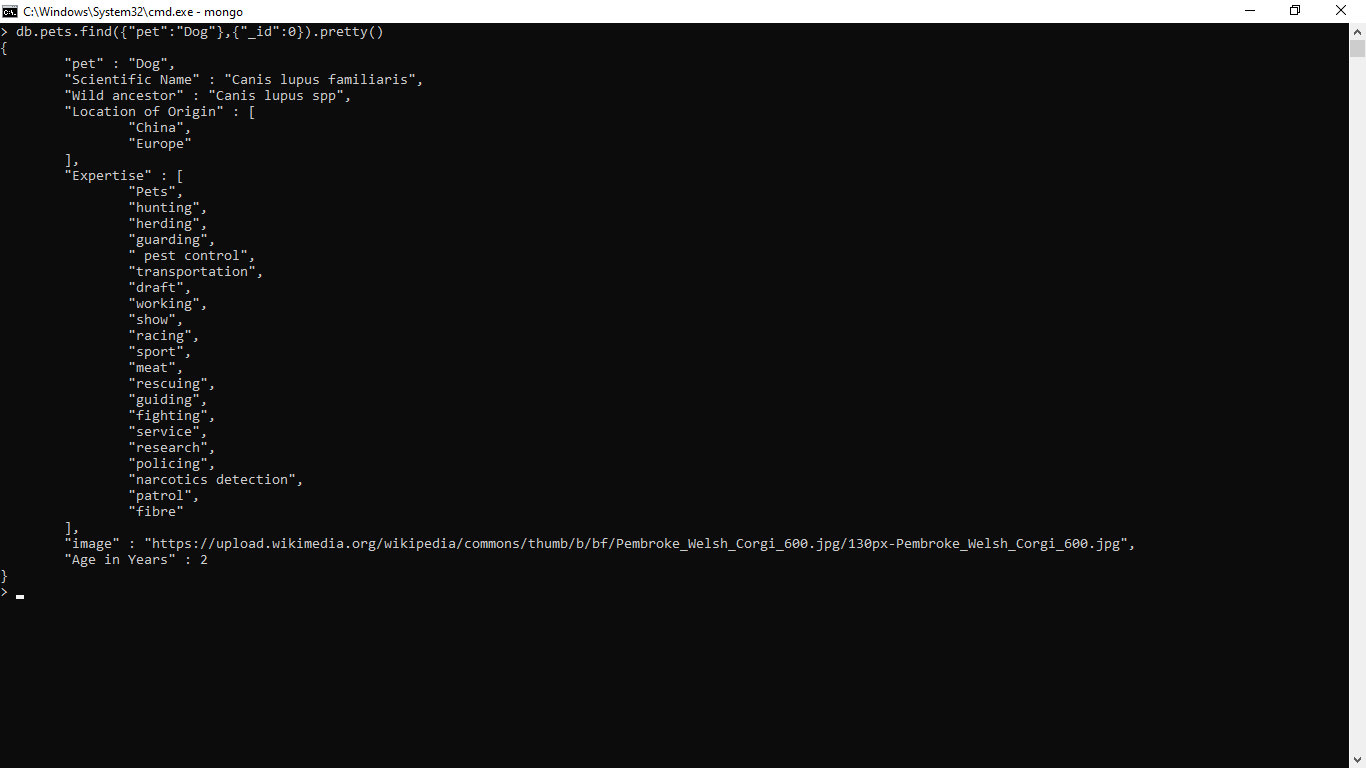 C:\Windows\System32\cmd.exe - mongo
> db.pets.find({"pet":"Dog"},{"_id":0}).pretty()
{
        "pet" : "Dog",
        "Scientific Name" : "Canis lupus familiaris",
        "Wild ancestor" : "Canis lupus spp",
        "Location of Origin" : [
                "China",
                "Europe"
        ],
        "Expertise" : [
                "Pets",
                "hunting",
                "herding",
                "guarding",
                " pest control",
                "transportation",
                "draft",
                "working",
                "show",
                "racing",
                "sport",
                "meat",
                "rescuing",
                "guiding",
                "fighting",
                "service",
                "research",
                "policing",
                "narcotics detection",
                "patrol",
                "fibre"
        ],
        "image" : "https://upload.wikimedia.org/wikipedia/commons/thumb/b/bf/Pembroke_Welsh_Corgi_600.jpg/130px-Pembroke_Welsh_Corgi_600.jpg",
        "Age in Years" : 2
}
>